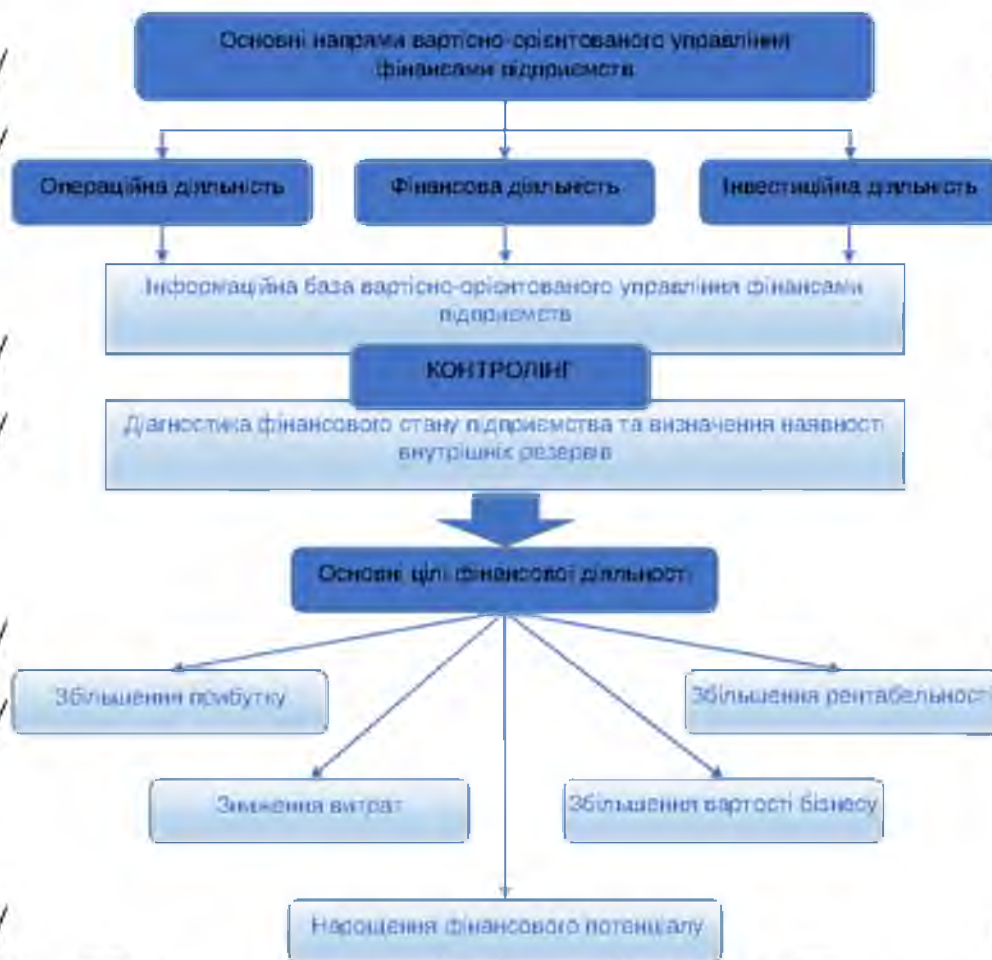 Основні напрями вартісно-орієнтованого управління
фінансами підприємств
Операційна діяльність
Фінансова діяльність
Інвестиційна діяльність
Інформаційна база вартісно-орієнтованого управління фінансами
підприємств
КОНТРОЛІНГ
Діагностика фінансового стану підприємства та визначення наявності
внутрішніх резервів
Основні цілі фінансової діяльності
Збільшення прибутку
Збільшення рентабельності
Зниження витрат
Збільшення вартості бізнесу
Нарощення фінансового потенціалу